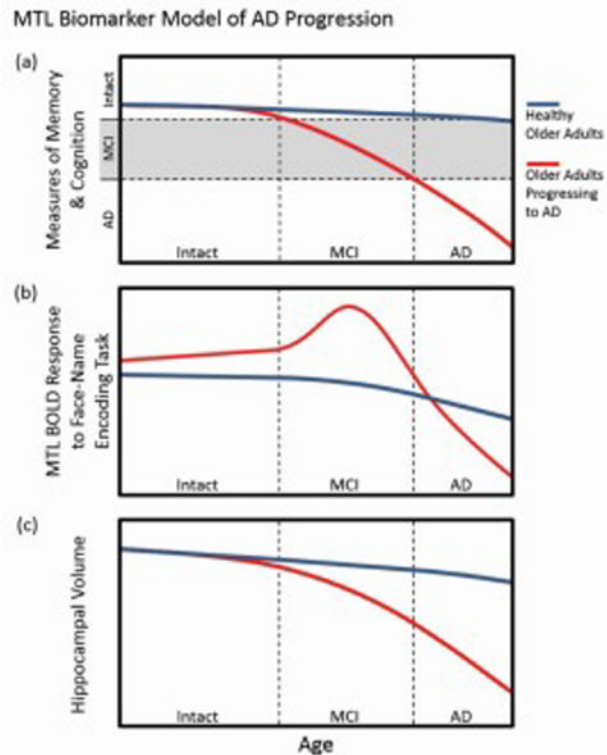 MTL Biomarker Model of AD Progression
(a)
Measures of Memory
& Cognition
Intact
MCI
AD
Intact MCI AD
Healthy
Older Adults
Older Adults
Progressing
to AD
(b)
MTL BOLD Response
to Face-Name
Encoding Task
Intact MCI AD
(c)
Hippocampal Volume
Intact MCI AD
Age